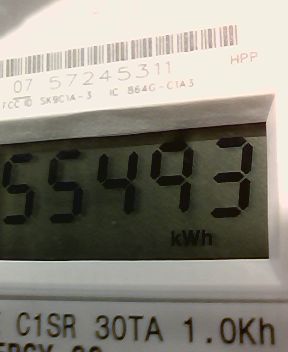 07 57245311
HPP
FCC ID SK9C1A-3 IC 864G-C1A3
55493
kWh
C1SR 30TA 1.0Kh